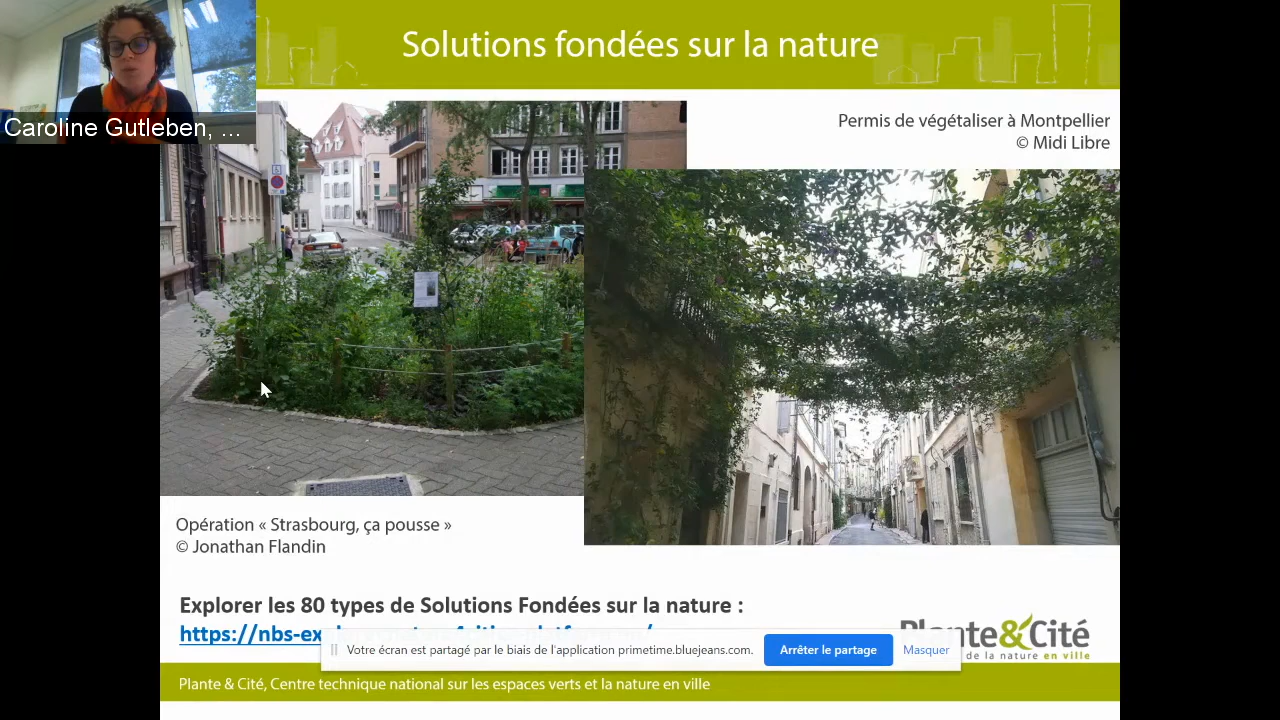 Solutions fondées sur la nature
Caroline Gutleben, ...
Permis de végétaliser à Montpellier
© Midi Libre
Opération « Strasbourg, ça pousse »
© Jonathan Flandin
Explorer les 80 types de Solutions Fondées sur la nature :
Plante&Cité
de la nature en ville
Votre écran est partagé par le biais de l'application primetime.bluejeans.com.
Arrêter le partage
Masquer
Plante & Cité, Centre technique national sur les espaces verts et la nature en ville